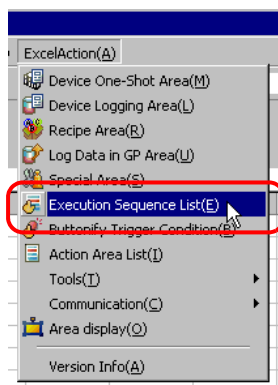 ExcelAction(A)
Device One-Shot Area(M)
Device Logging Area(L)
Recipe Area(R)
Log Data in GP Area(U)
Special Area(S)
Execution Sequence List(E)
Buttonify Trigger Condition(B)
Action Area List(I)
Tools(T)
Communication(C)
Area display(O)
Version Info(A)